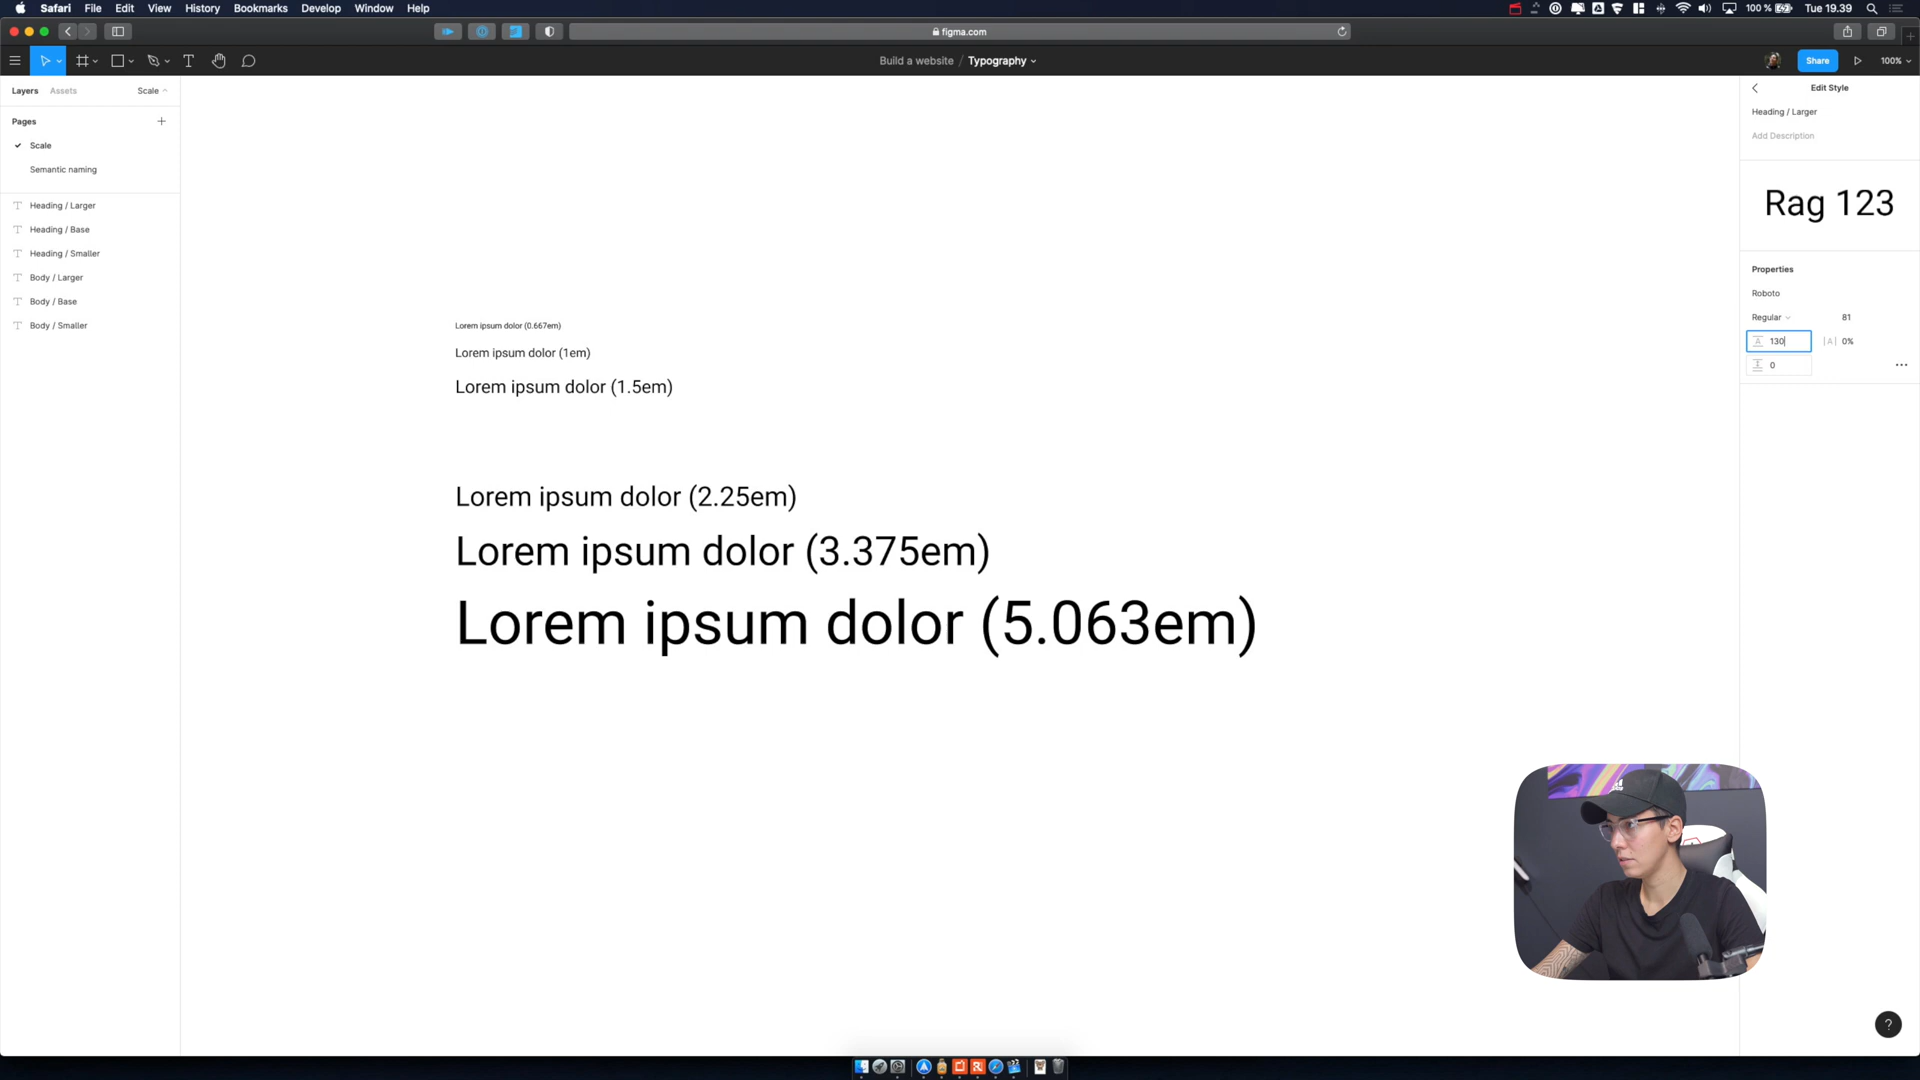 Safari File Edit View History Bookmarks Develop Window Help 100 % Tue 19.39
figma.com
Build a website / Typography
Share 100%
Layers Assets Scale
Pages
Scale
Semantic naming
Heading / Larger
Heading / Base
Heading / Smaller
Body / Larger
Body / Base
Body / Smaller
Lorem ipsum dolor (0.667em)
Lorem ipsum dolor (1em)
Lorem ipsum dolor (1.5em)
Lorem ipsum dolor (2.25em)
Lorem ipsum dolor (3.375em)
Lorem ipsum dolor (5.063em)
Edit Style
Heading / Larger
Add Description
Rag 123
Properties
Roboto
Regular 81
130 0%
0
?